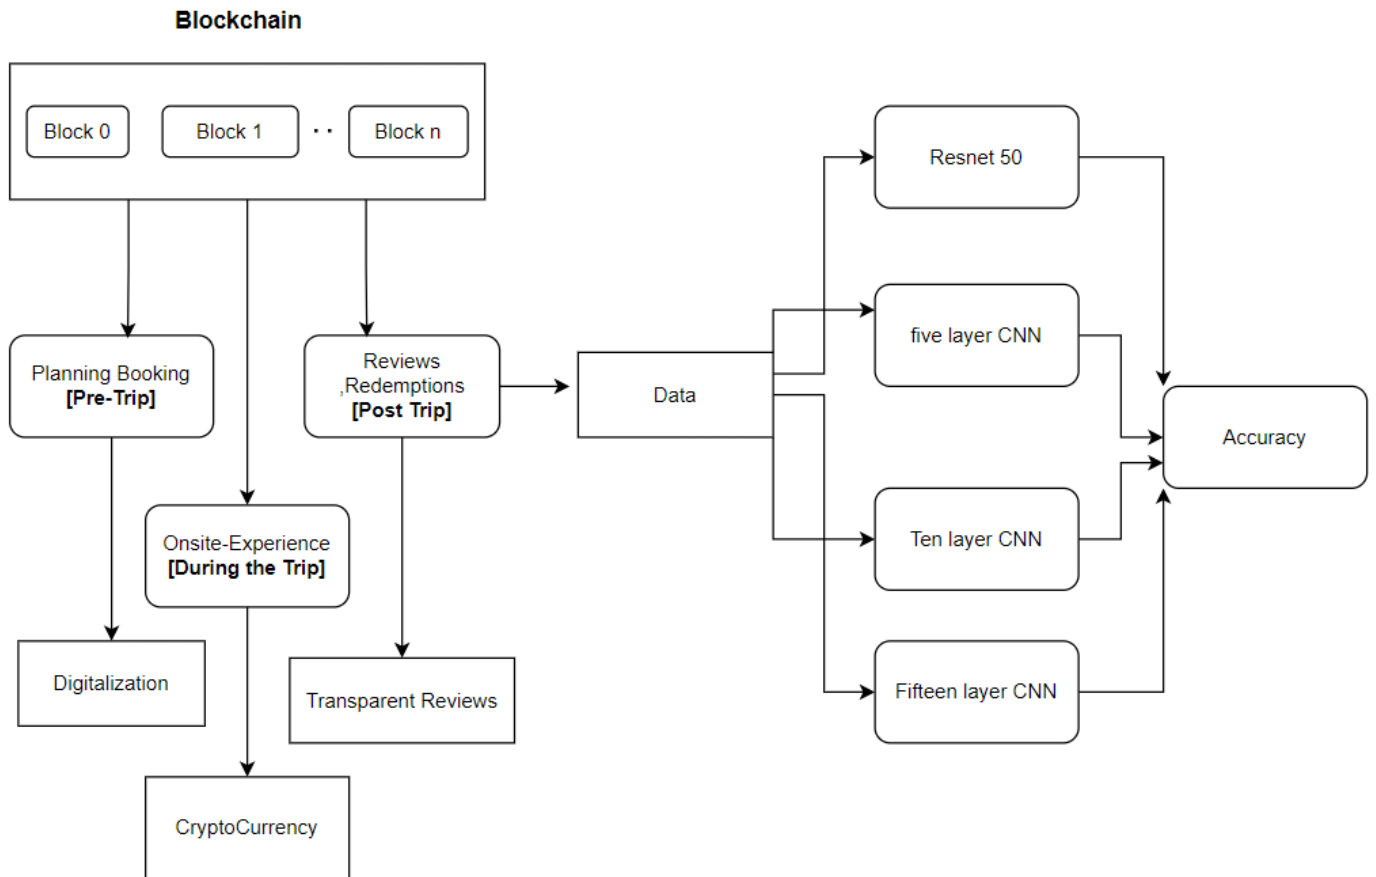 Blockchain
Block 0
Block 1
. .
Block n
Planning Booking
[Pre-Trip]
Reviews
,Redemptions
[Post Trip]
Onsite-Experience
[During the Trip]
Digitalization
Transparent Reviews
CryptoCurrency
Data
Resnet 50
five layer CNN
Ten layer CNN
Fifteen layer CNN
Accuracy